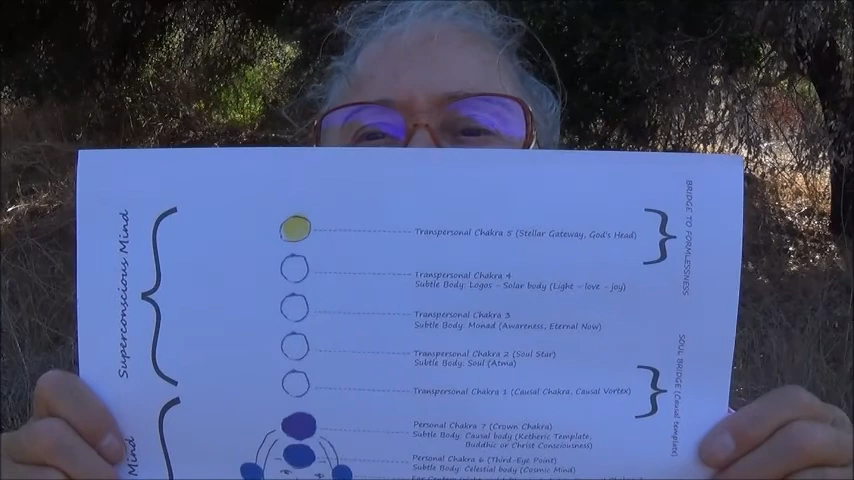 Superconscious Mind
Transpersonal Chakra 5 (Stellar Gateway, God's Head)
BRIDGE TO FORMLESSNESS
Transpersonal Chakra 4
Subtle Body: Logos - Solar body (Light - love - joy)
Transpersonal Chakra 3
Subtle Body: Monad (Awareness, Eternal Now)
Transpersonal Chakra 2 (Soul Star)
Subtle Body: Soul (Atma)
Transpersonal Chakra 1 (Causal Chakra, Causal Vortex)
SOUL BRIDGE (Causal template)
Personal Chakra 7 (Crown Chakra)
Subtle Body: Causal body (Ketheric Template,
Buddhic or Christ Consciousness)
Mind
Personal Chakra 6 (Third-Eye Point)
Subtle Body: Celestial body (Cosmic Mind)